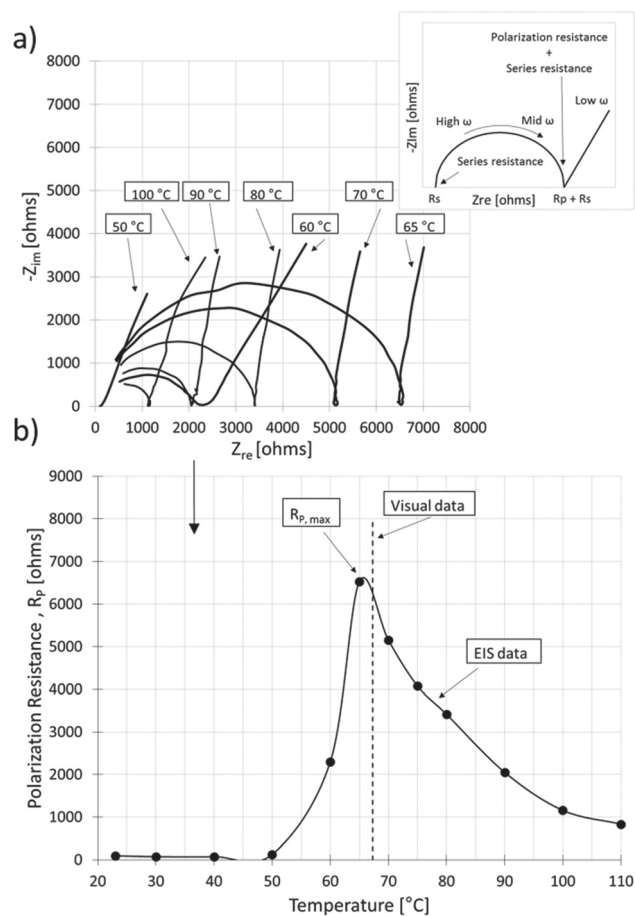 a)
Polarization resistance
+
Series resistance
Low ω
High ω
Mid ω
Series resistance
-ZIm [ohms]
Rs
Zre [ohms]
Rp + Rs
8000
7000
6000
5000
4000
3000
2000
1000
0
-Zim [ohms]
100 °C
90 °C
80 °C
70 °C
50 °C
60 °C
65 °C
0 1000 2000 3000 4000 5000 6000 7000 8000
Zre [ohms]
b)
9000
8000
7000
6000
5000
4000
3000
2000
1000
0
Polarization Resistance , RP [ohms]
Visual data
RP, max
EIS data
20 30 40 50 60 70 80 90 100 110
Temperature [°C]